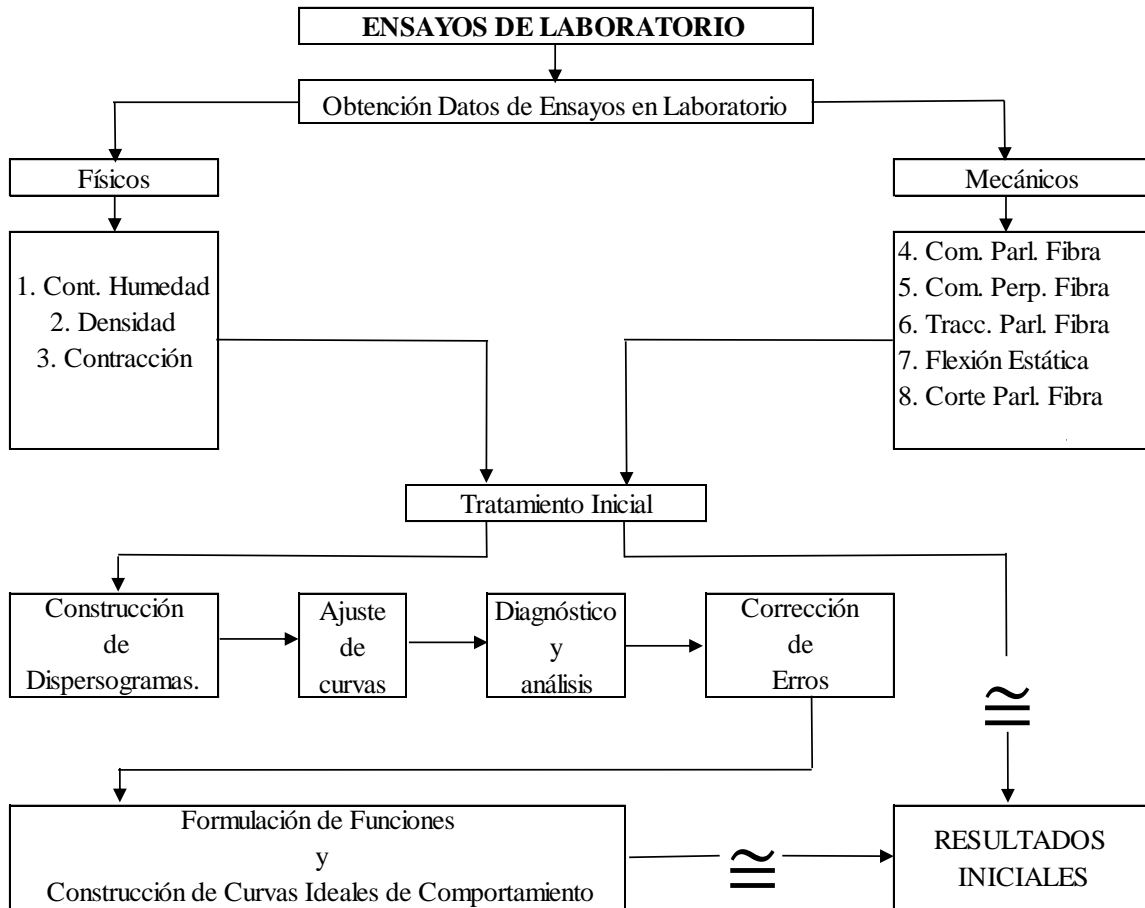 ENSAYOS DE LABORATORIO
Obtención Datos de Ensayos en Laboratorio
Físicos
Mecánicos
1. Cont. Humedad
2. Densidad
3. Contracción
4. Com. Parl. Fibra
5. Com. Perp. Fibra
6. Tracc. Parl. Fibra
7. Flexión Estática
8. Corte Parl. Fibra
Tratamiento Inicial
Construcción
de
Dispersogramas.
Ajuste
de
curvas
Diagnóstico
y
análisis
Corrección
de
Erros
≅
Formulación de Funciones
y
Construcción de Curvas Ideales de Comportamiento
≅
RESULTADOS
INICIALES